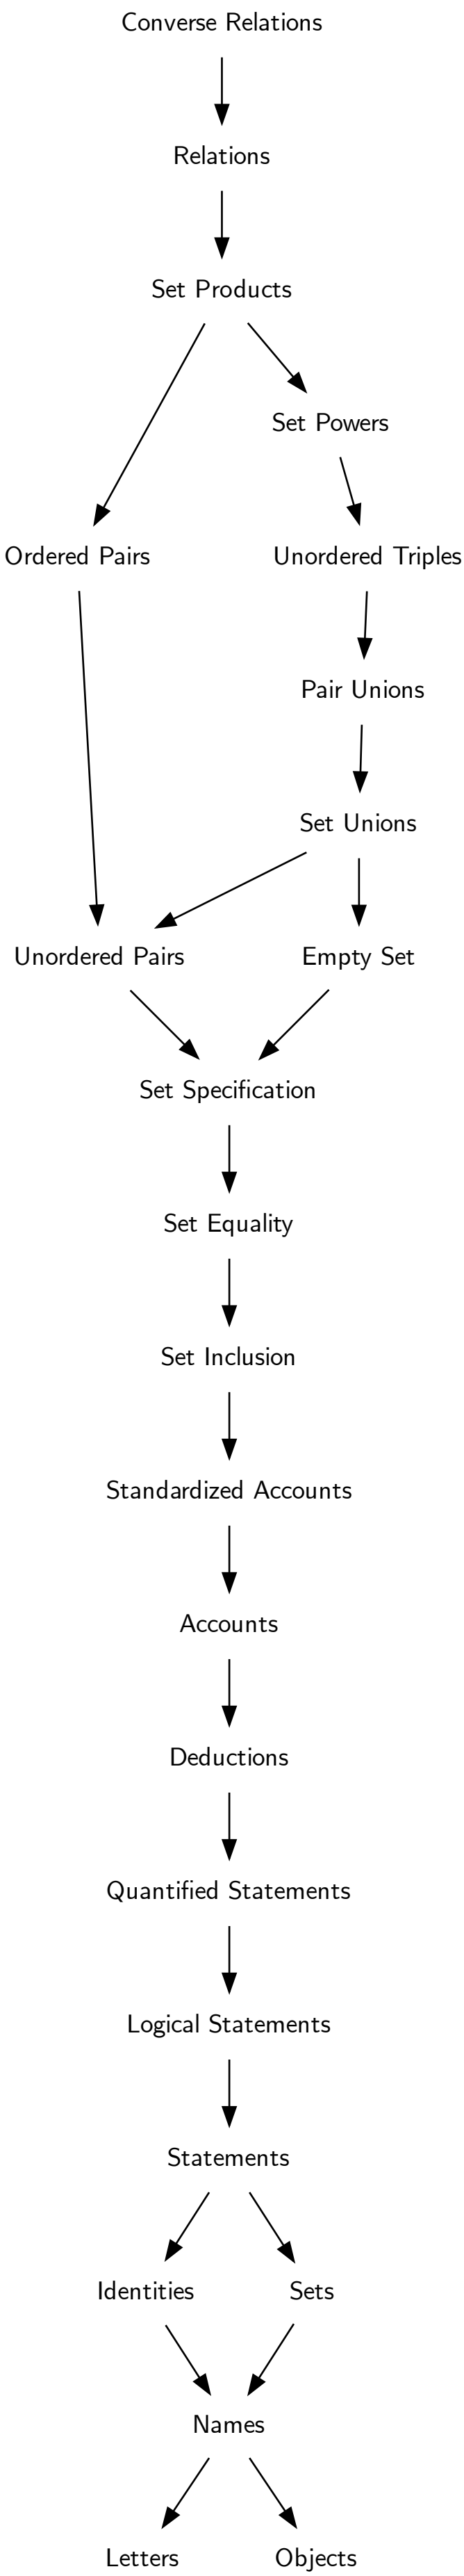 Converse Relations
Relations
Set Products
Set Powers
Ordered Pairs
Unordered Triples
Pair Unions
Set Unions
Unordered Pairs
Empty Set
Set Specification
Set Equality
Set Inclusion
Standardized Accounts
Accounts
Deductions
Quantified Statements
Logical Statements
Statements
Identities
Sets
Names
Letters
Objects